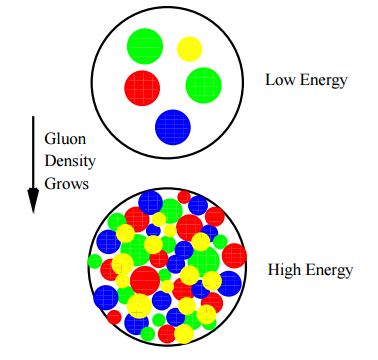 Low Energy
Gluon
Density
Grows
High Energy